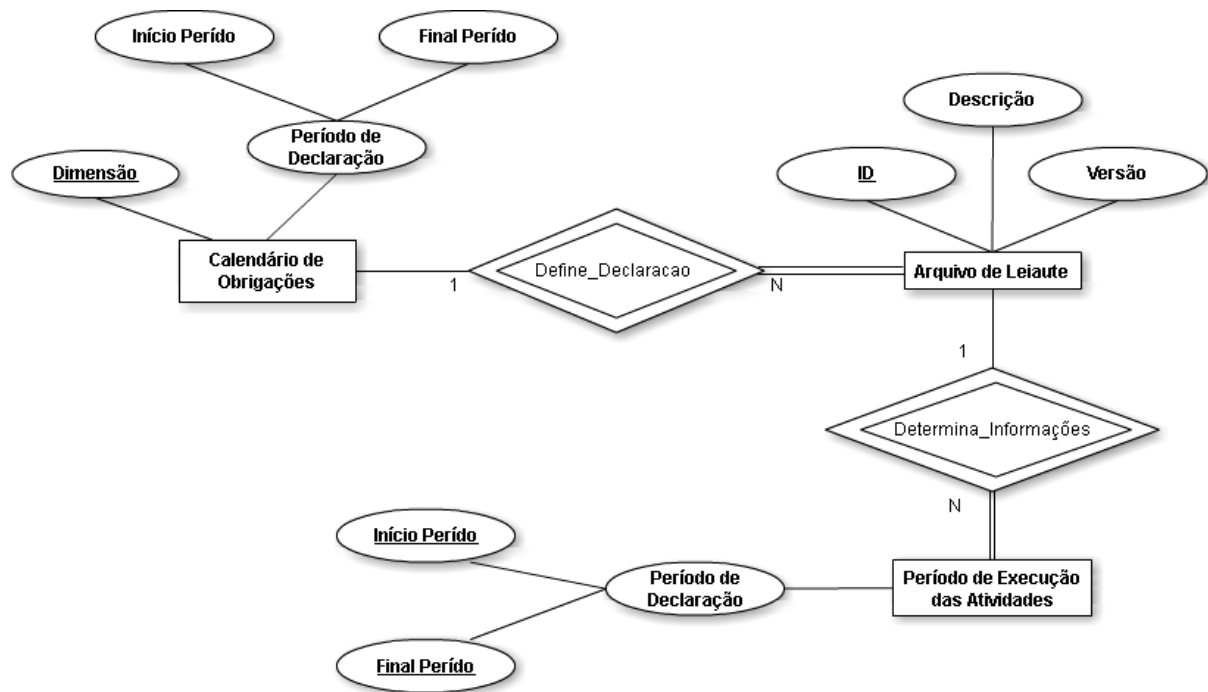 Início Perído
Final Perído
Período de
Declaração
Dimensão
Calendário de
Obrigações
1
Define_Declaracao
N
Descrição
ID
Versão
Arquivo de Leiaute
1
Determina_Informações
N
Início Perído
Período de
Declaração
Final Perído
Período de Execução
das Atividades